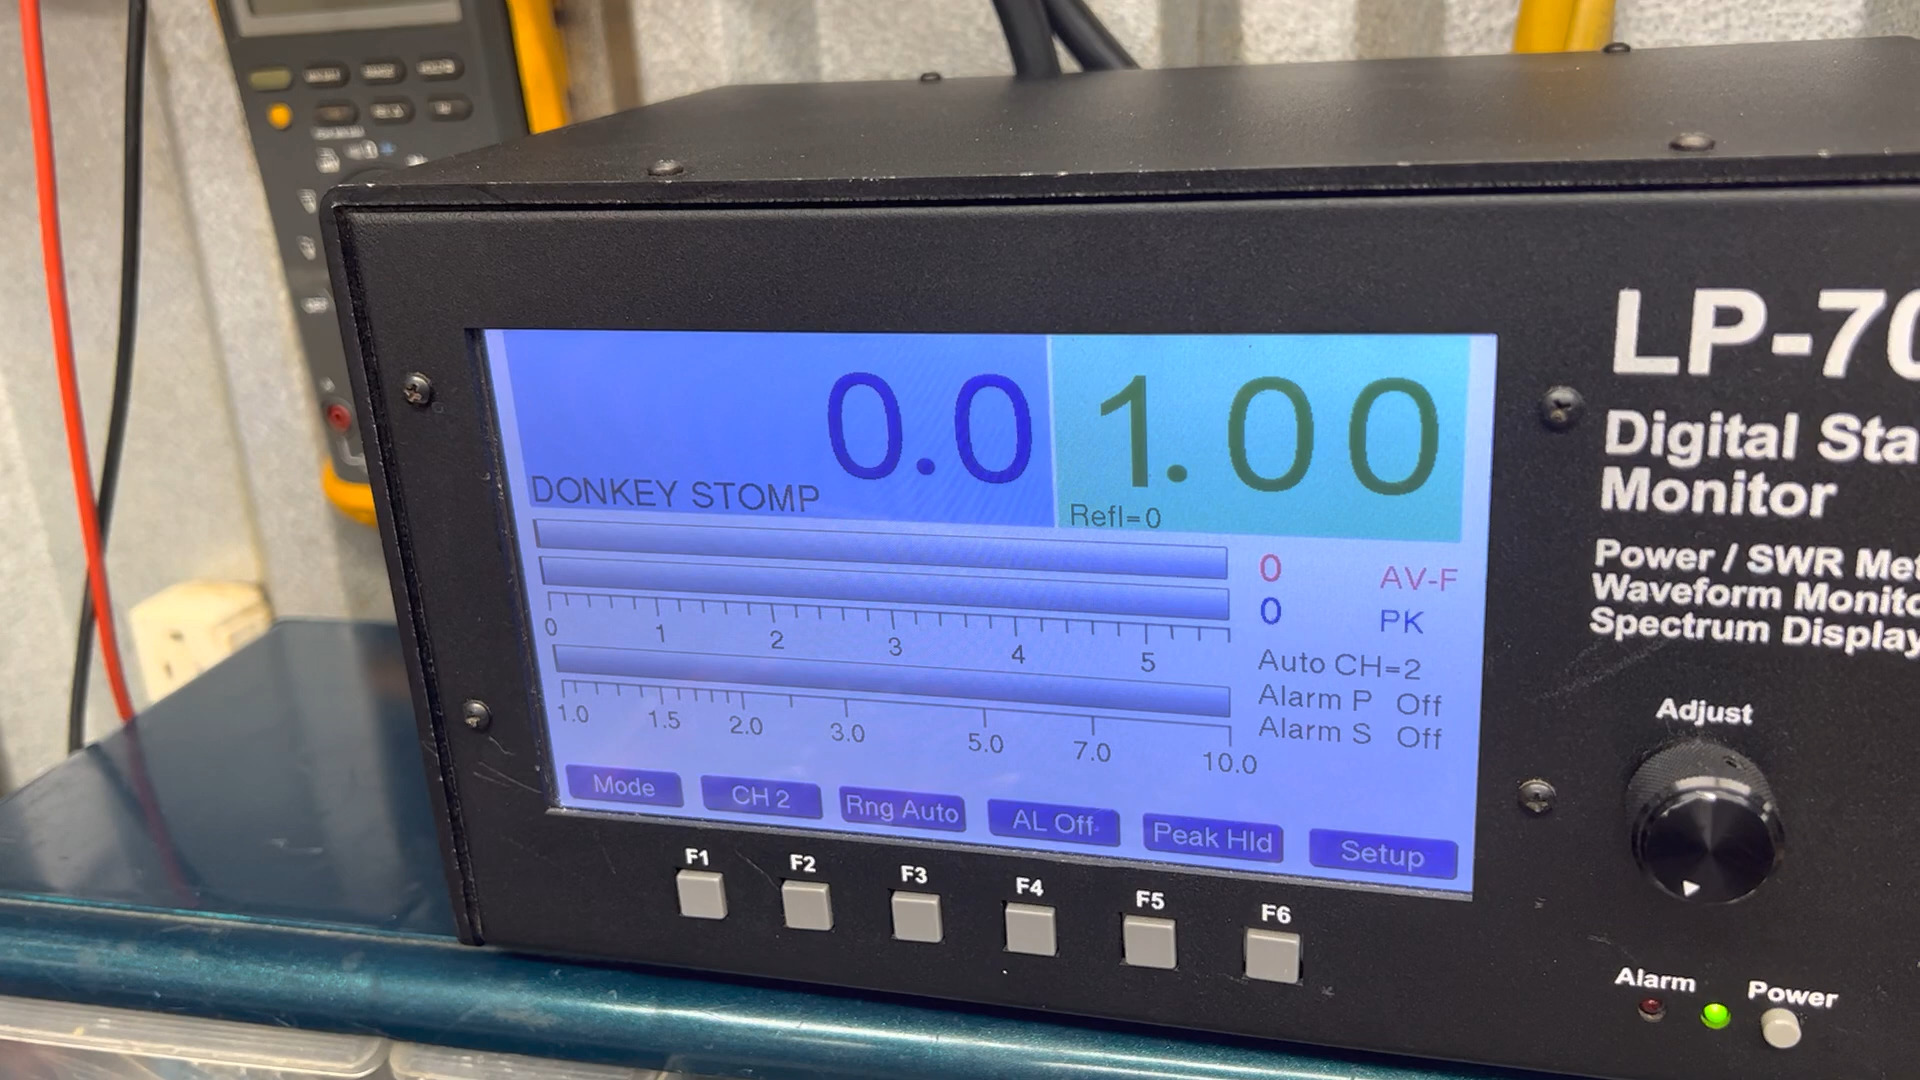 LP-70
Digital Sta
Monitor
Power / SWR Met
Waveform Monito
Spectrum Display
0.0
1.00
DONKEY STOMP
Refl=0
0 AV-F
0 PK
0 1 2 3 4 5
Auto CH=2
Alarm P Off
Alarm S Off
1.0 1.5 2.0 3.0 5.0 7.0 10.0
Mode CH 2 Rng Auto AL Off Peak Hld Setup
F1 F2 F3 F4 F5 F6
Adjust
Alarm
Power